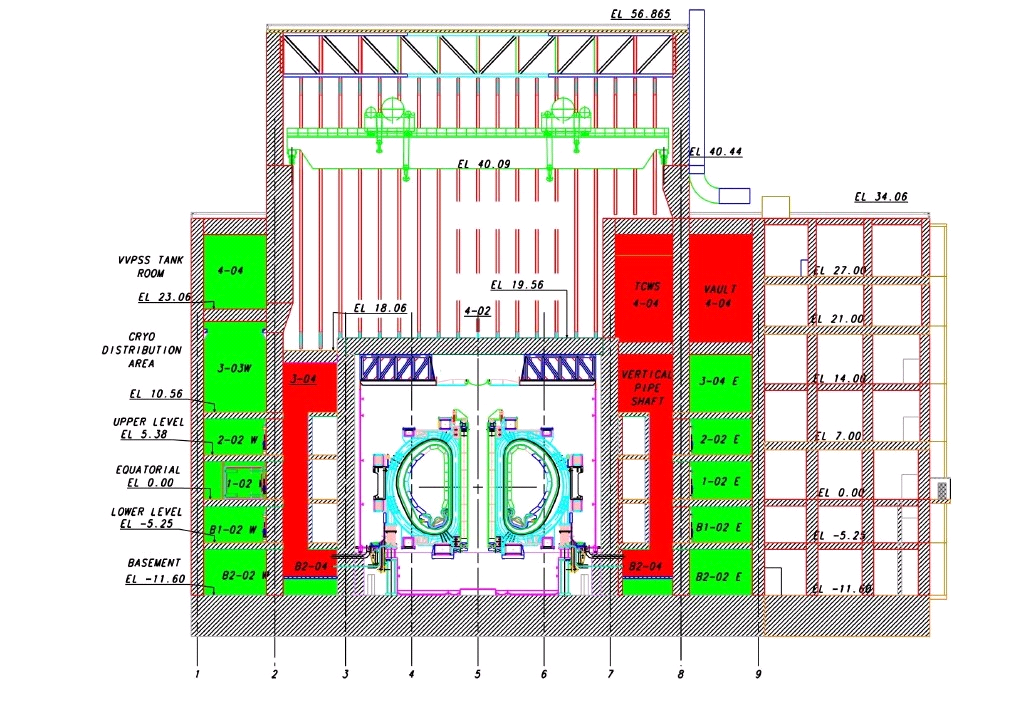 EL 56.865
EL 40.44
EL 40.09
EL 34.06
VVPSS TANK
ROOM
4-04
TCWS
4-04
VAULT
4-04
EL 27.00
EL 23.06
EL 19.56
EL 18.06
4-02
EL 21.00
CRYO
DISTRIBUTION
AREA
3-03W
3-04
VERTICAL
PIPE
SHAFT
3-04 E
EL 14.00
EL 10.56
UPPER LEVEL
EL 5.38
2-02 W
2-02 E
EL 7.00
EQUATORIAL
EL 0.00
1-02 W
1-02 E
EL 0.00
LOWER LEVEL
EL -5.25
B1-02 W
B1-02 E
EL -5.25
BASEMENT
EL -11.60
B2-02 W
B2-04
B2-04
B2-02 E
EL -11.60
1 2 3 4 5 6 7 8 9